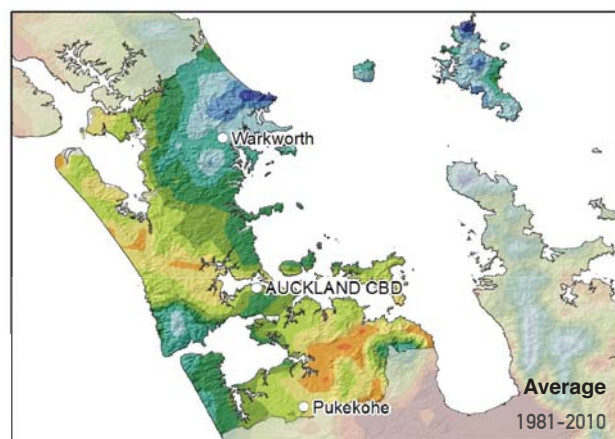 Warkworth
AUCKLAND CBD
Pukekohe
Average
1981-2010